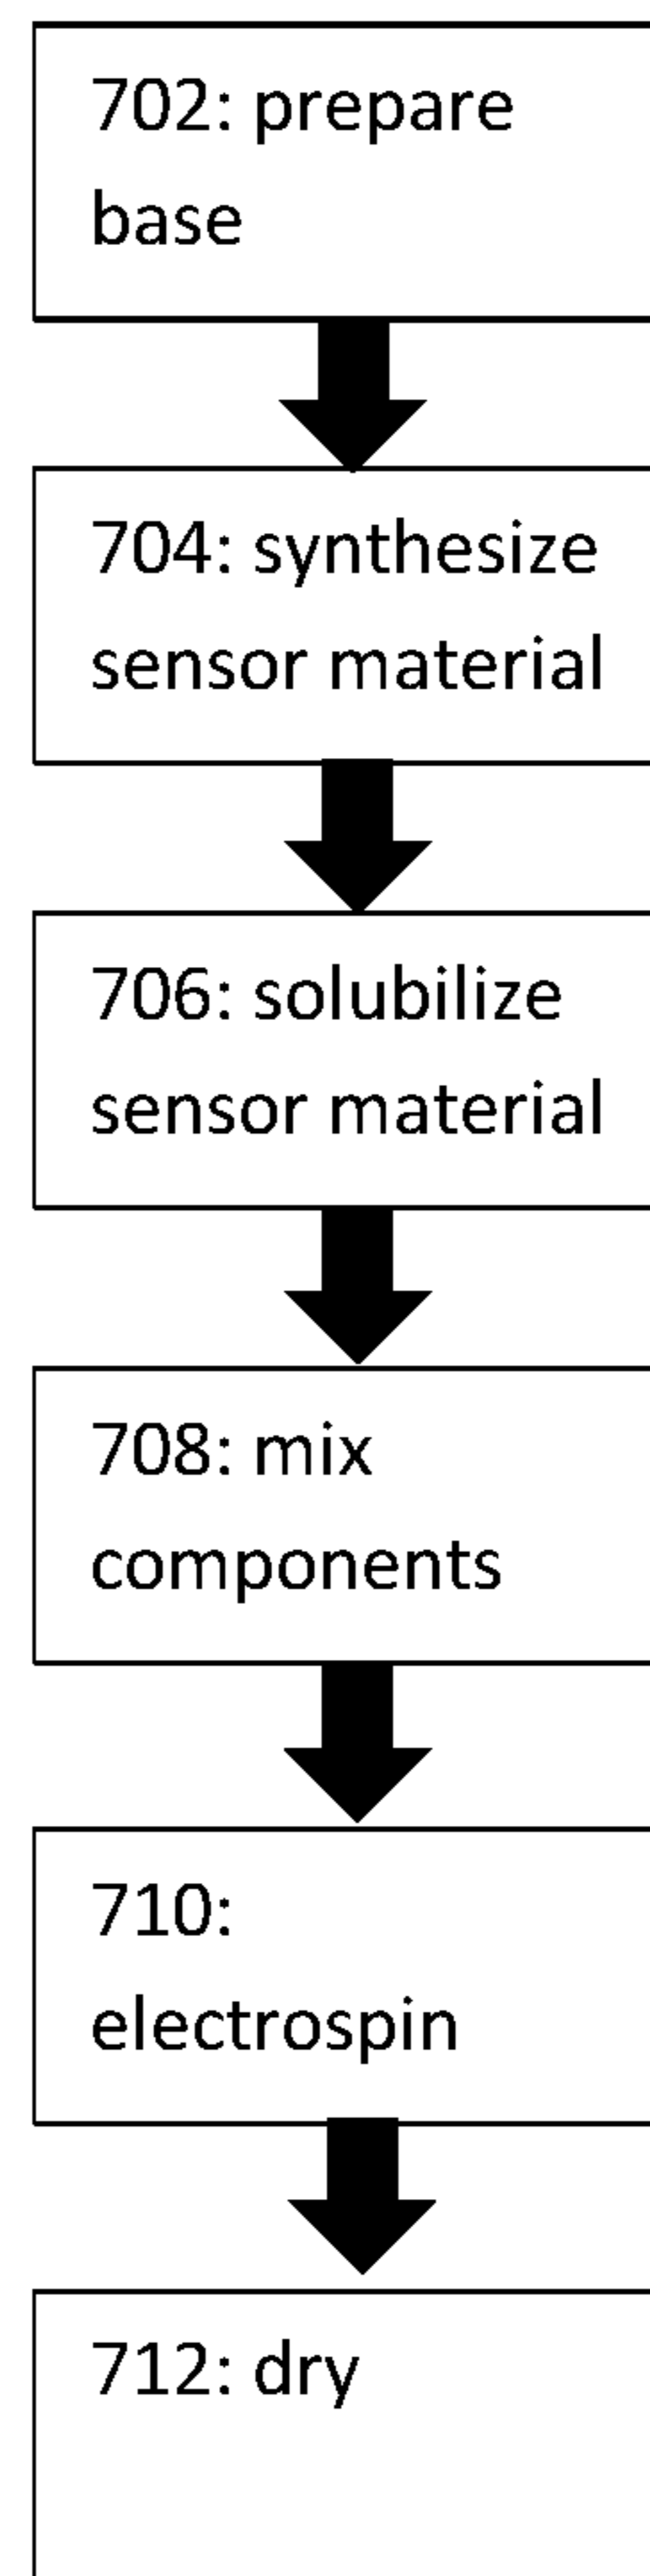 702: prepare
base
704: synthesize
sensor material
706: solubilize
sensor material
708: mix
components
710:
electrospin
712: dry